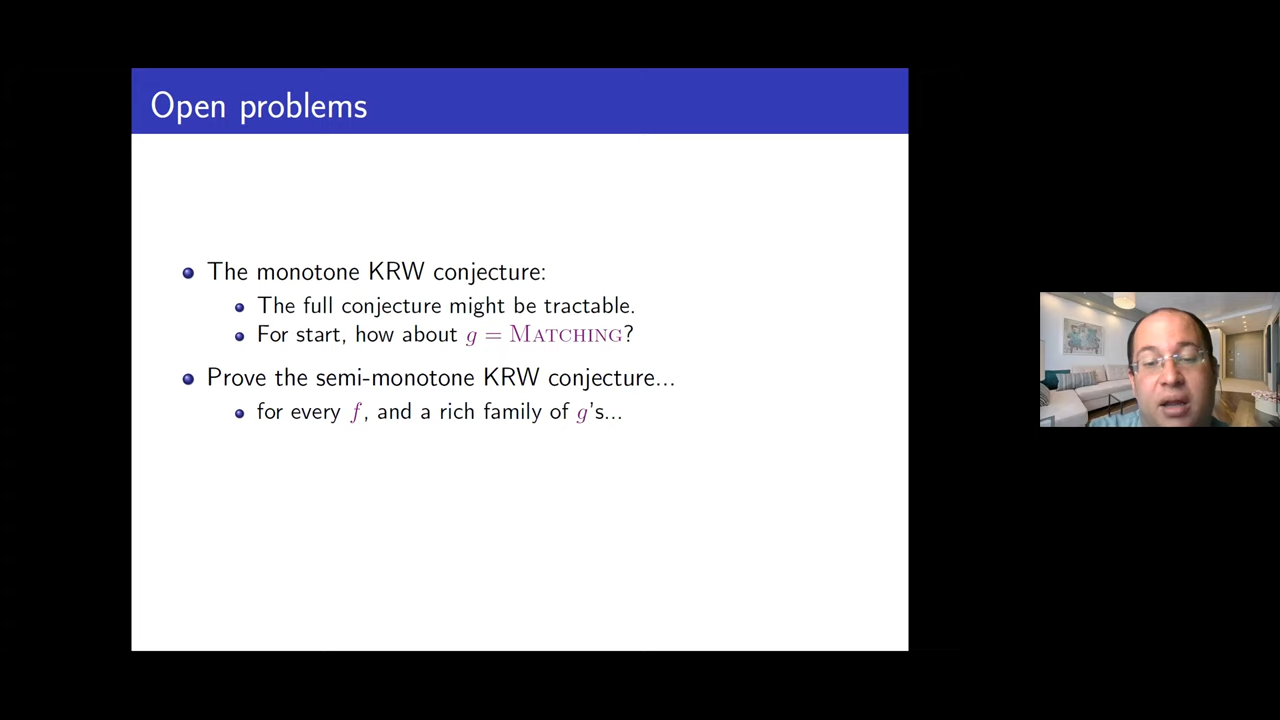 Open problems
The monotone KRW conjecture:
The full conjecture might be tractable.
For start, how about g = MATCHING?
Prove the semi-monotone KRW conjecture...
for every f, and a rich family of g's...